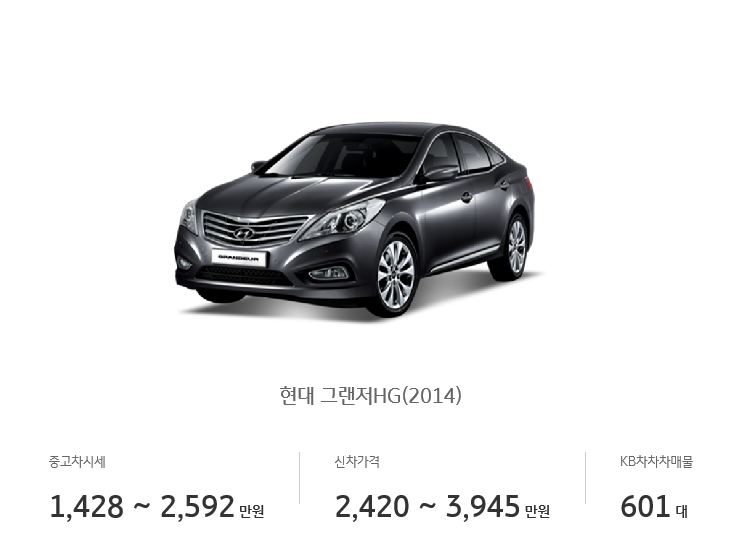 GRANDEUR
현대 그랜저HG(2014)
중고차시세
신차가격
KB차차차매물
1,428 ~ 2,592 만원
2,420 ~ 3,945 만원
601 대